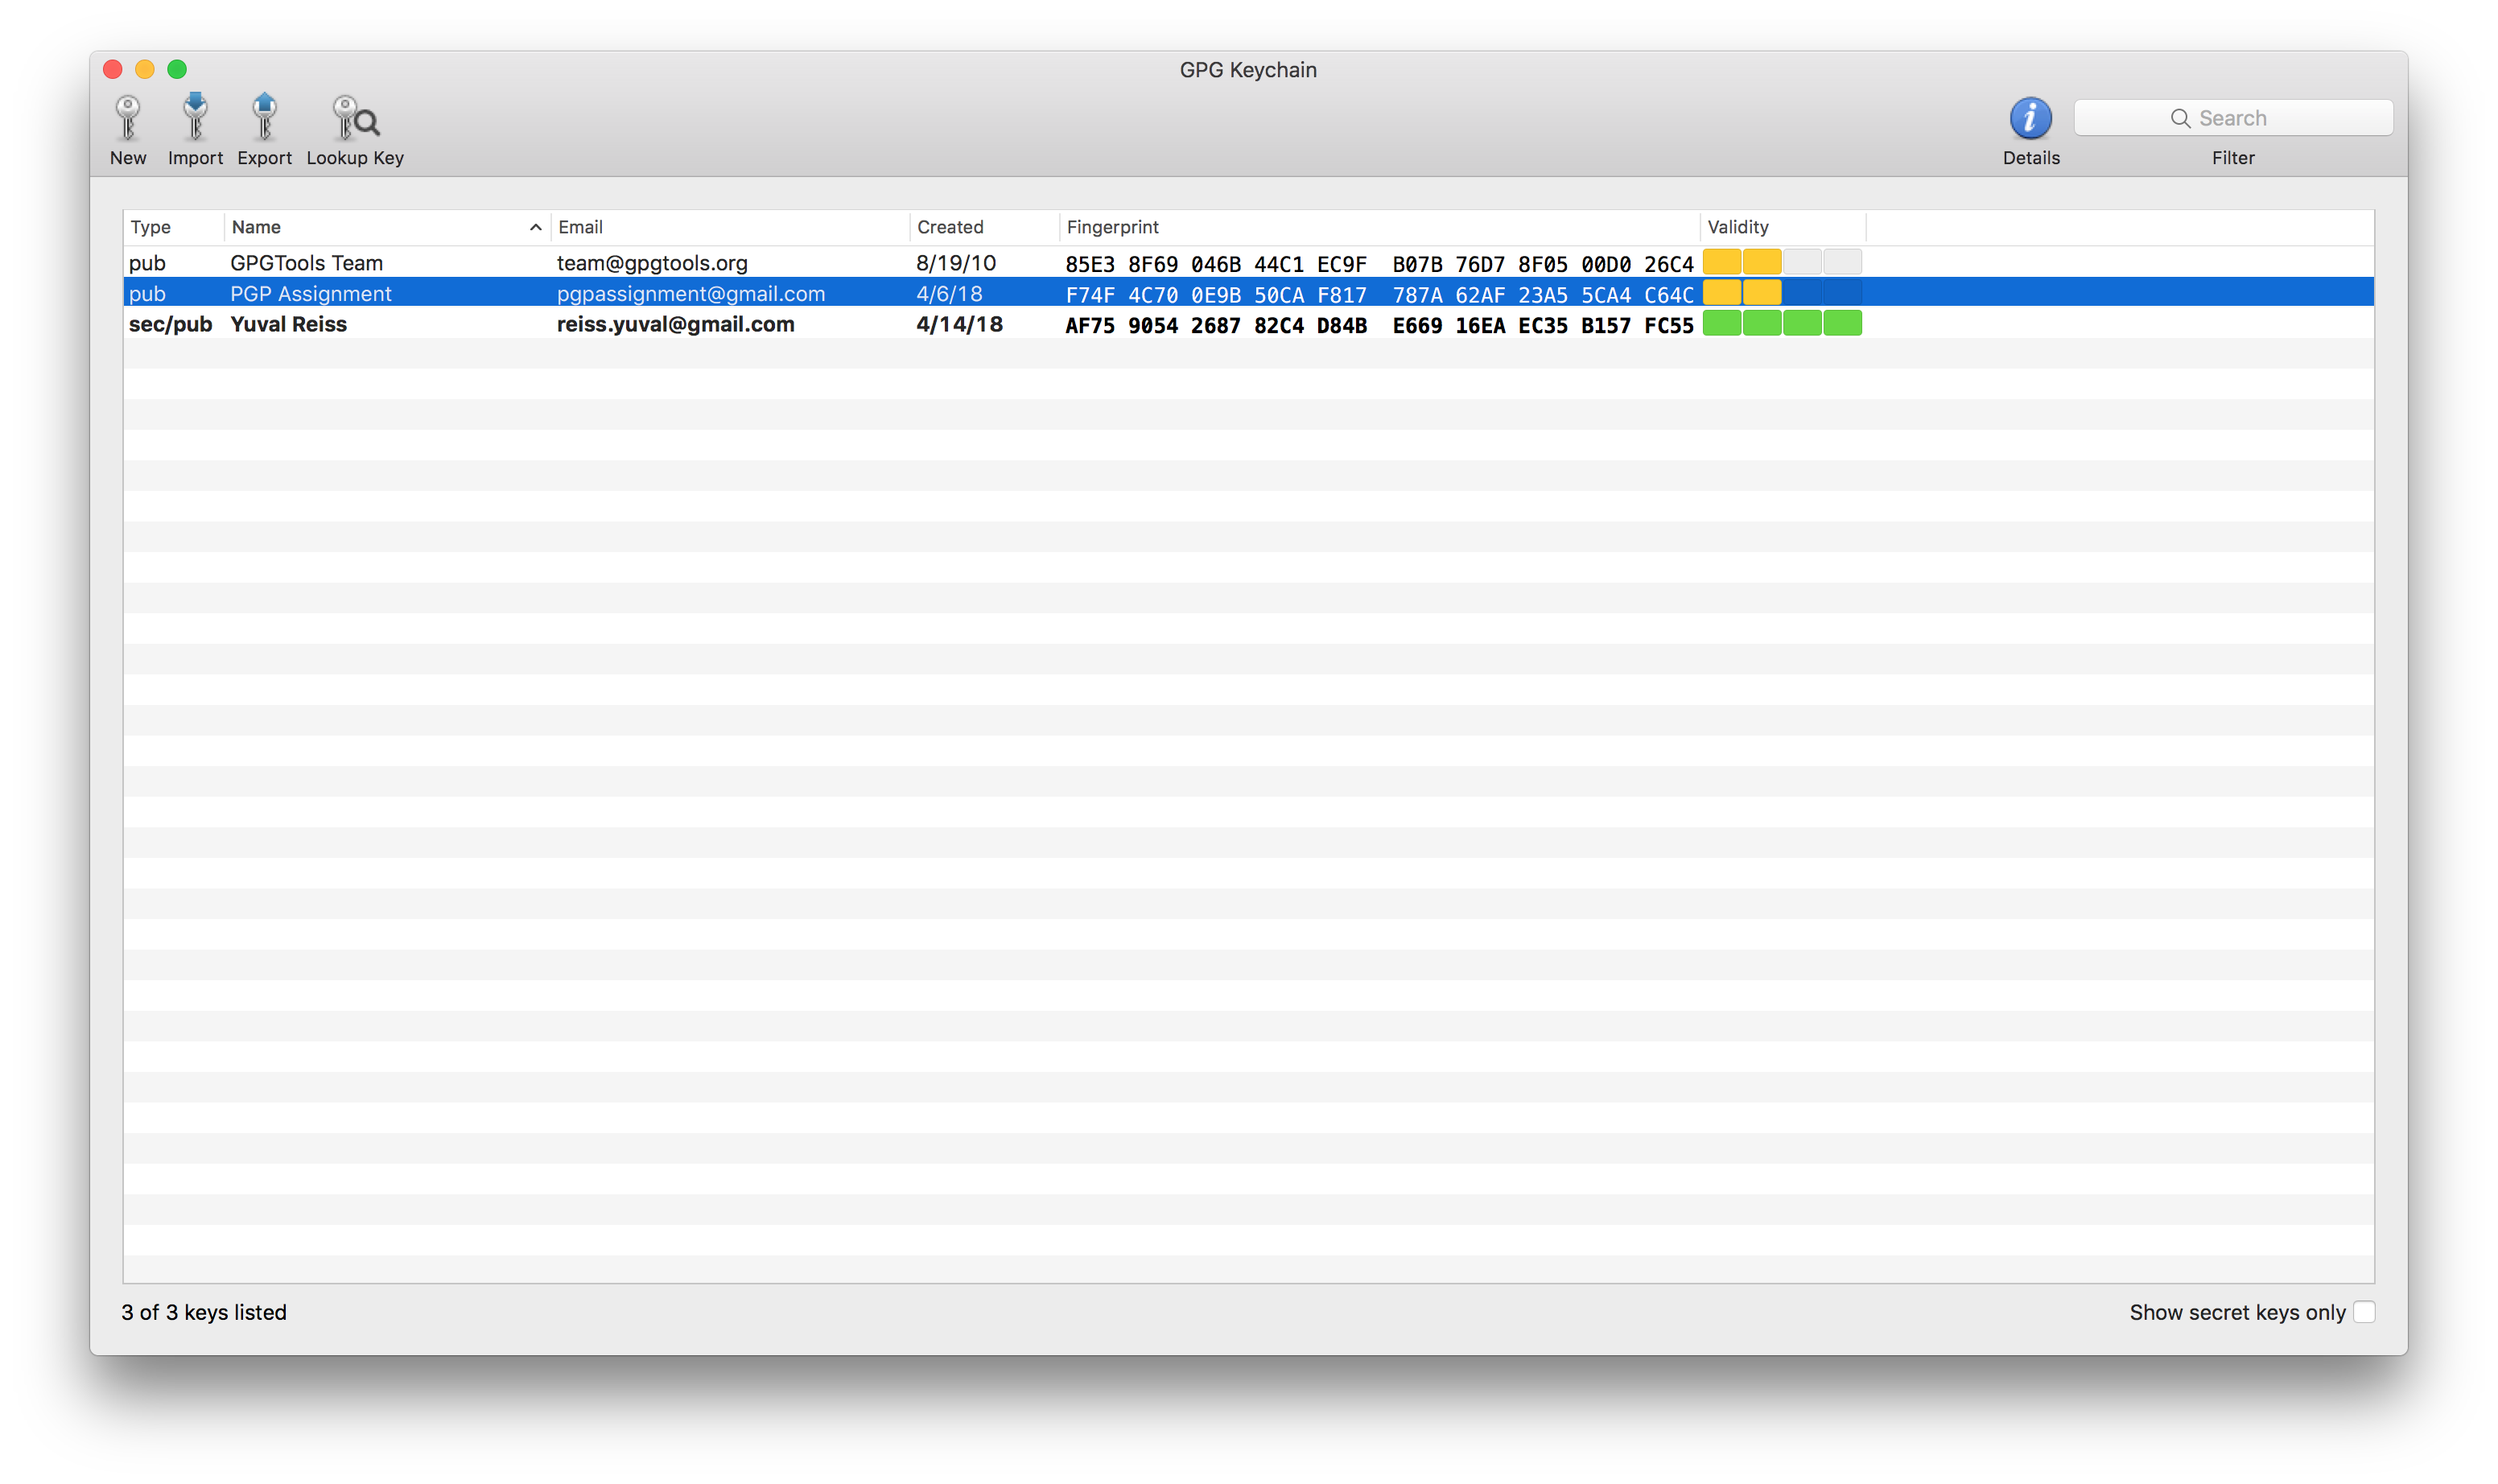 GPG Keychain
New Import Export Lookup Key Details Search Filter
Type Name Email Created Fingerprint Validity
pub GPGTools Team team@gpgtools.org 8/19/10 85E3 8F69 046B 44C1 EC9F B07B 76D7 8F05 00D0 26C4
pub PGP Assignment pgpassignment@gmail.com 4/6/18 F74F 4C70 0E9B 50CA F817 787A 62AF 23A5 5CA4 C64C
sec/pub Yuval Reiss reiss.yuval@gmail.com 4/14/18 AF75 9054 2687 82C4 D84B E669 16EA EC35 B157 FC55
3 of 3 keys listed Show secret keys only